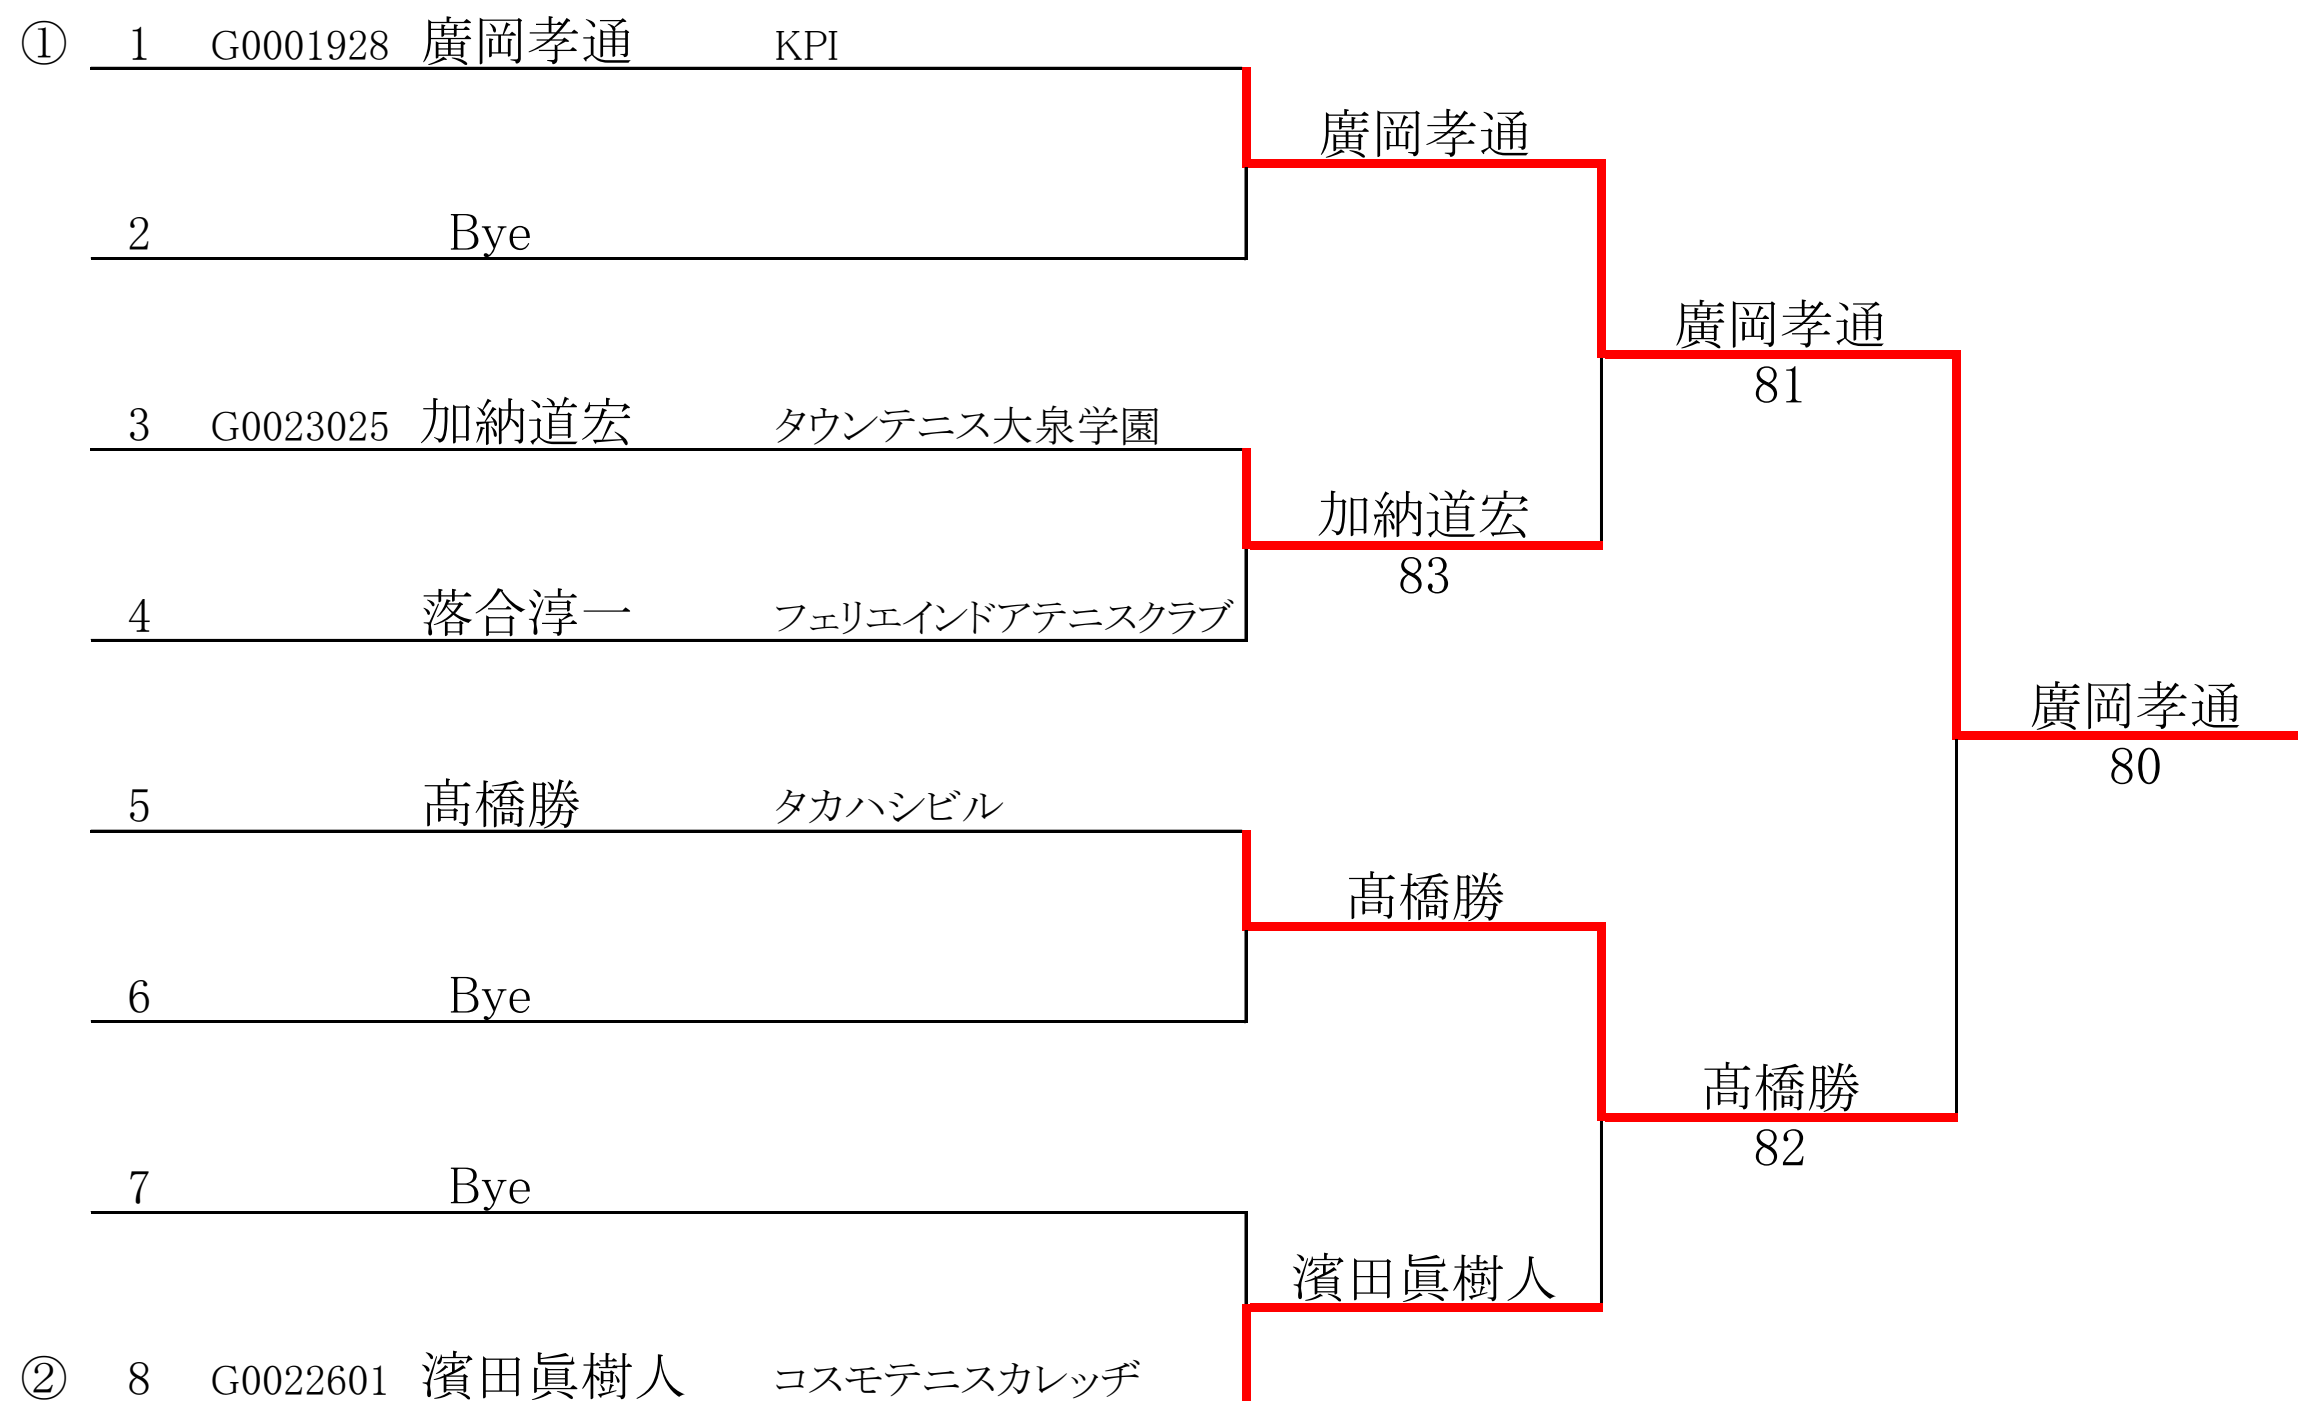 ① 1 G0001928 廣岡孝通 KPI
廣岡孝通
2 Bye
廣岡孝通
81
3 G0023025 加納道宏 タウンテニス大泉学園
加納道宏
83
4 落合淳一 フェリエインドアテニスクラブ
廣岡孝通
80
5 髙橋勝 タカハシビル
髙橋勝
6 Bye
髙橋勝
82
7 Bye
濱田眞樹人
② 8 G0022601 濱田眞樹人 コスモテニスカレッヂ